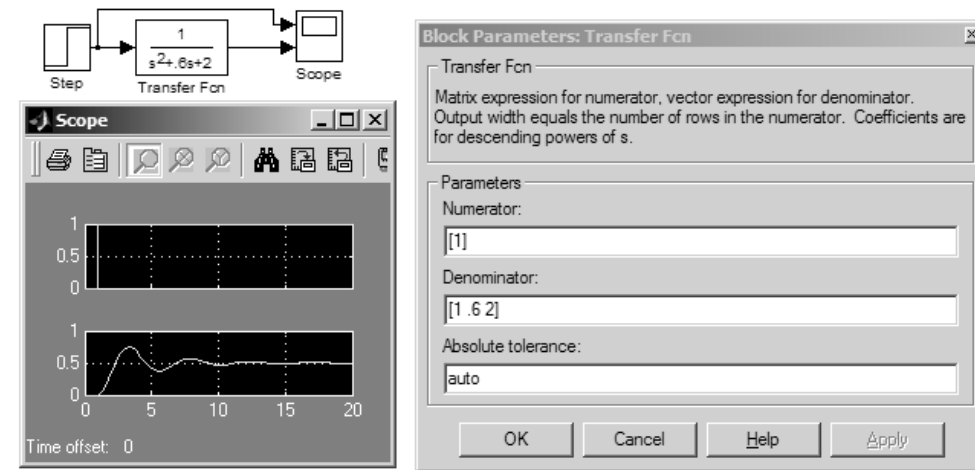 1
s2+.6s+2
Step
Transfer Fcn
Scope
Scope
1
0.5
0
1
0.5
0
0 5 10 15 20
Time offset: 0
Block Parameters: Transfer Fcn
Transfer Fcn
Matrix expression for numerator, vector expression for denominator.
Output width equals the number of rows in the numerator. Coefficients are
for descending powers of s.
Parameters
Numerator:
[1]
Denominator:
[1 .6 2]
Absolute tolerance:
auto
OK Cancel Help Apply